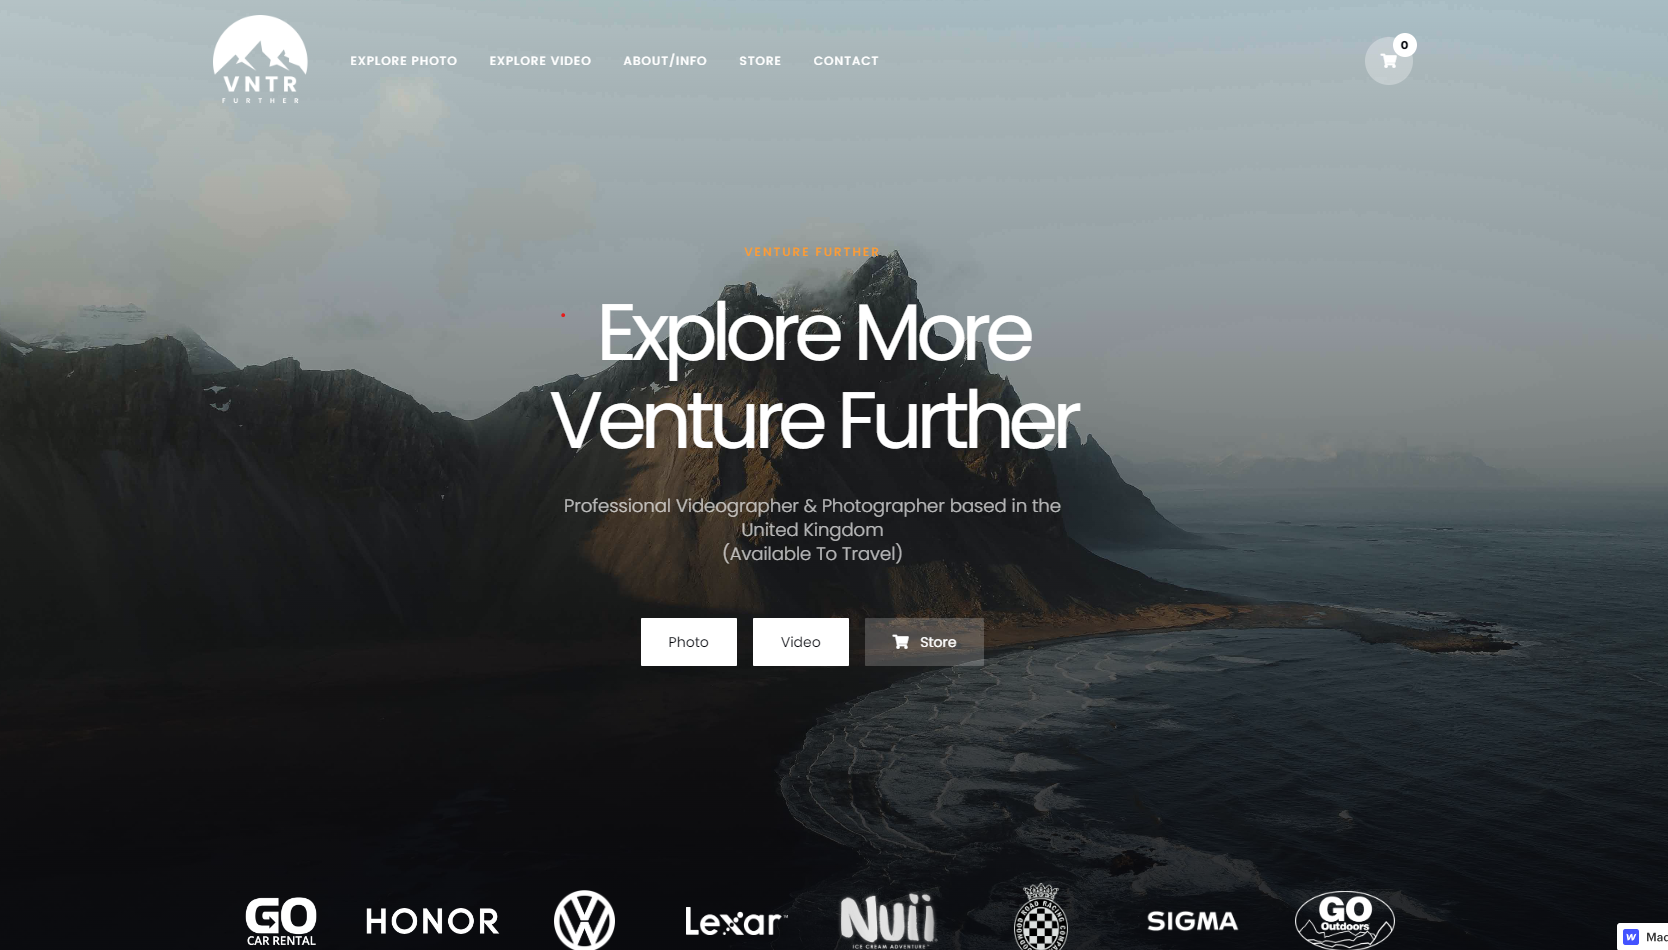 VNTR
FURTHER
EXPLORE PHOTO
EXPLORE VIDEO
ABOUT/INFO
STORE
CONTACT
0
VENTURE FURTHER
Explore More
Venture Further
Professional Videographer & Photographer based in the
United Kingdom
(Available To Travel)
Photo
Video
Store
GO
CAR RENTAL
HONOR
Lexar
Nuii
ICE CREAM ADVENTURE
ROAD RACING
SIGMA
GO
Outdoors